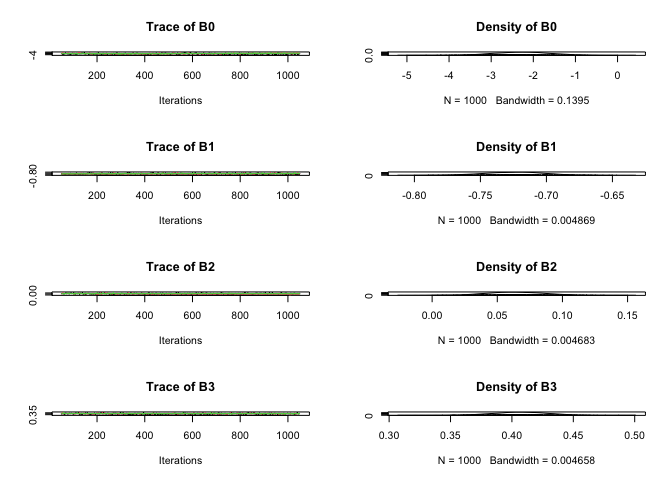 Trace of B0
Density of B0
-4
0.0
200 400 600 800 1000
-5 -4 -3 -2 -1 0
Iterations
N = 1000 Bandwidth = 0.1395
Trace of B1
Density of B1
-0.80
0
200 400 600 800 1000
-0.80 -0.75 -0.70 -0.65
Iterations
N = 1000 Bandwidth = 0.004869
Trace of B2
Density of B2
0.00
0
200 400 600 800 1000
0.00 0.05 0.10 0.15
Iterations
N = 1000 Bandwidth = 0.004683
Trace of B3
Density of B3
0.35
0
200 400 600 800 1000
0.30 0.35 0.40 0.45 0.50
Iterations
N = 1000 Bandwidth = 0.004658